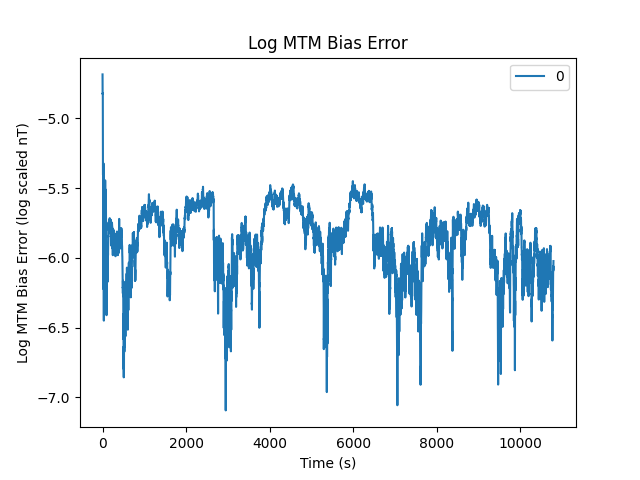 Log MTM Bias Error
0
Log MTM Bias Error (log scaled nT)
−5.0
−5.5
−6.0
−6.5
−7.0
0 2000 4000 6000 8000 10000
Time (s)